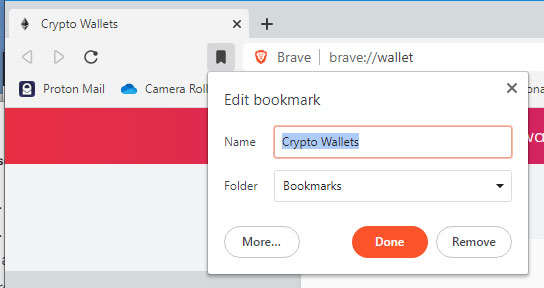 Crypto Wallets
Brave brave://wallet
Proton Mail Camera Roll
Edit bookmark
Name Crypto Wallets
Folder Bookmarks
More... Done Remove